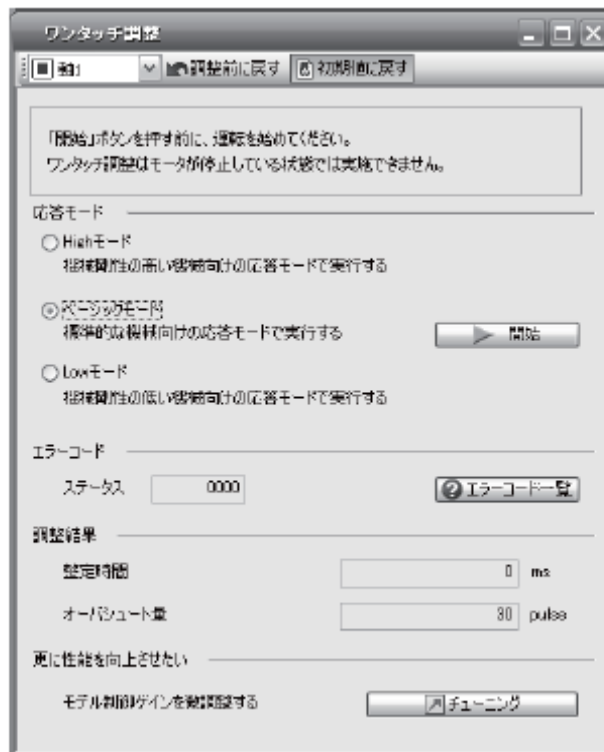 ワンタッチ調整
軸1 調整前に戻す 初期値に戻す
「開始」ボタンを押す前に、運転を始めてください。
ワンタッチ調整はモータが停止している状態では実施できません。
応答モード
Highモード
機械剛性の高い機械向けの応答モードで実行する
ベーシックモード
標準的な機械向けの応答モードで実行する
開始
Lowモード
機械剛性の低い機械向けの応答モードで実行する
エラーコード
ステータス 0000 エラーコード一覧
調整結果
整定時間 0 ms
オーバシュート量 30 pulse
更に性能を向上させたい
モデル制御ゲインを微調整する チューニング